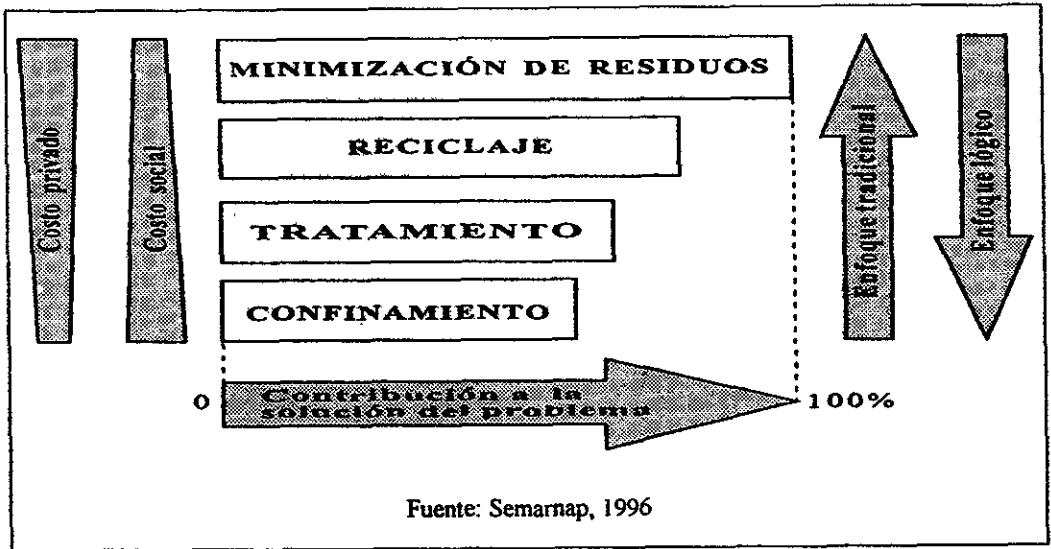 Costo privado
Costo social
MINIMIZACIÓN DE RESIDUOS
RECICLAJE
TRATAMIENTO
CONFINAMIENTO
Enfoque tradicional
Enfoque lógico
0
Contribución a la
solución del problema
100%
Fuente: Semarnap, 1996